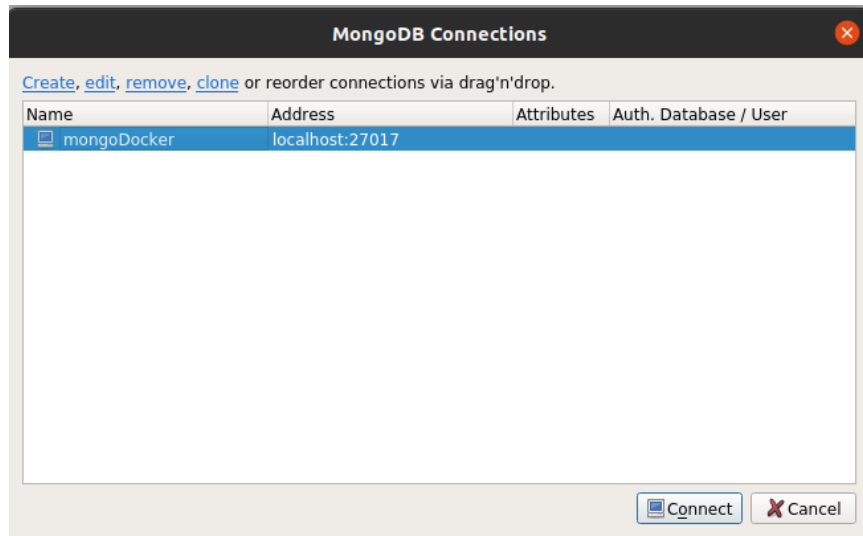 MongoDB Connections
Create, edit, remove, clone or reorder connections via drag'n'drop.
Name Address Attributes Auth. Database / User
mongoDocker localhost:27017
Connect Cancel